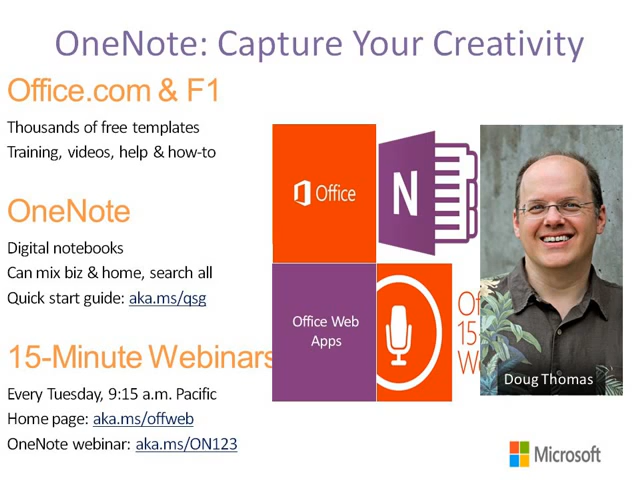 OneNote: Capture Your Creativity
Office.com & F1
Thousands of free templates
Training, videos, help & how-to
OneNote
Digital notebooks
Can mix biz & home, search all
Quick start guide: aka.ms/qsg
15-Minute Webinars
Every Tuesday, 9:15 a.m. Pacific
Home page: aka.ms/offweb
OneNote webinar: aka.ms/ON123
Office
N
Office Web
Apps
15
Doug Thomas
Microsoft